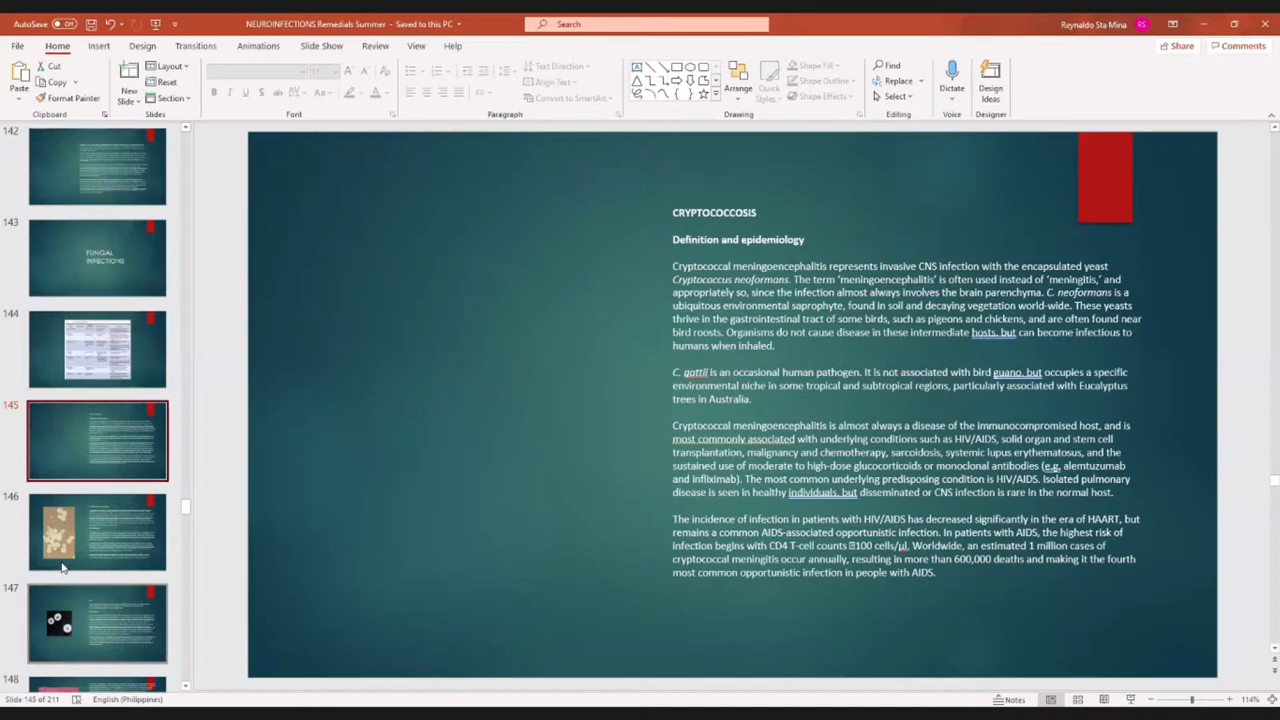 AutoSave Off NEUROINFECTIONS Remedials Summer - Saved to this PC Search Reynaldo Sta Mina RS
File Home Insert Design Transitions Animations Slide Show Review View Help Share Comments
Paste Cut Copy Format Painter Clipboard
New Slide Layout Reset Section Slides
B I U S Font
Text Direction Align Text Convert to SmartArt Paragraph
Arrange Quick Styles Shape Fill Shape Outline Shape Effects Drawing
Find Replace Select Editing
Dictate Voice
Design Ideas Designer
142
143
FUNGAL
INFECTIONS
144
145
146
147
148
CRYPTOCOCCOSIS
Definition and epidemiology
Cryptococcal meningoencephalitis represents invasive CNS infection with the encapsulated yeast
Cryptococcus neoformans. The term ‘meningoencephalitis’ is often used instead of ‘meningitis,’ and
appropriately so, since the infection almost always involves the brain parenchyma. C. neoformans is a
ubiquitous environmental saprophyte, found in soil and decaying vegetation world-wide. These yeasts
thrive in the gastrointestinal tract of some birds, such as pigeons and chickens, and are often found near
bird roosts. Organisms do not cause disease in these intermediate hosts. but can become infectious to
humans when inhaled.
C. gattii is an occasional human pathogen. It is not associated with bird guano. but occupies a specific
environmental niche in some tropical and subtropical regions, particularly associated with Eucalyptus
trees in Australia.
Cryptococcal meningoencephalitis is almost always a disease of the immunocompromised host, and is
most commonly associated with underlying conditions such as HIV/AIDS, solid organ and stem cell
transplantation, malignancy and chemotherapy, sarcoidosis, systemic lupus erythematosus, and the
sustained use of moderate to high-dose glucocorticoids or monoclonal antibodies (e.g. alemtuzumab
and infliximab). The most common underlying predisposing condition is HIV/AIDS. Isolated pulmonary
disease is seen in healthy individuals. but disseminated or CNS infection is rare in the normal host.
The incidence of infection in patients with HIV/AIDS has decreased significantly in the era of HAART, but
remains a common AIDS-associated opportunistic infection. In patients with AIDS, the highest risk of
infection begins with CD4 T-cell counts 100 cells/µl. Worldwide, an estimated 1 million cases of
cryptococcal meningitis occur annually, resulting in more than 600,000 deaths and making it the fourth
most common opportunistic infection in people with AIDS.
Slide 145 of 211 English (Philippines) Notes 114%